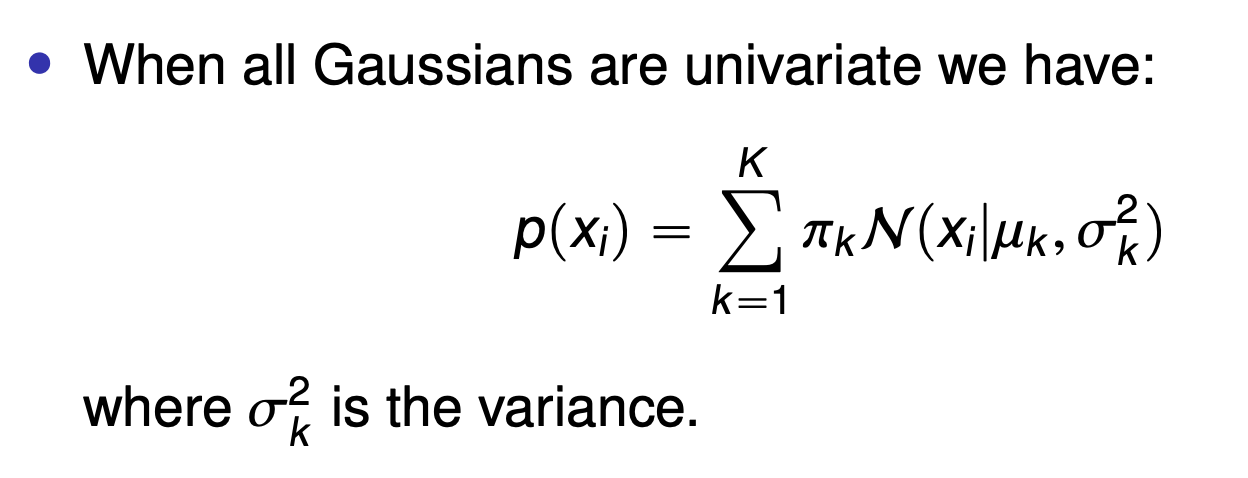 • When all Gaussians are univariate we have:
$$p(x_i) = \sum_{k=1}^{K} \pi_k \mathcal{N}(x_i|\mu_k, \sigma_k^2)$$
where $\sigma_k^2$ is the variance.